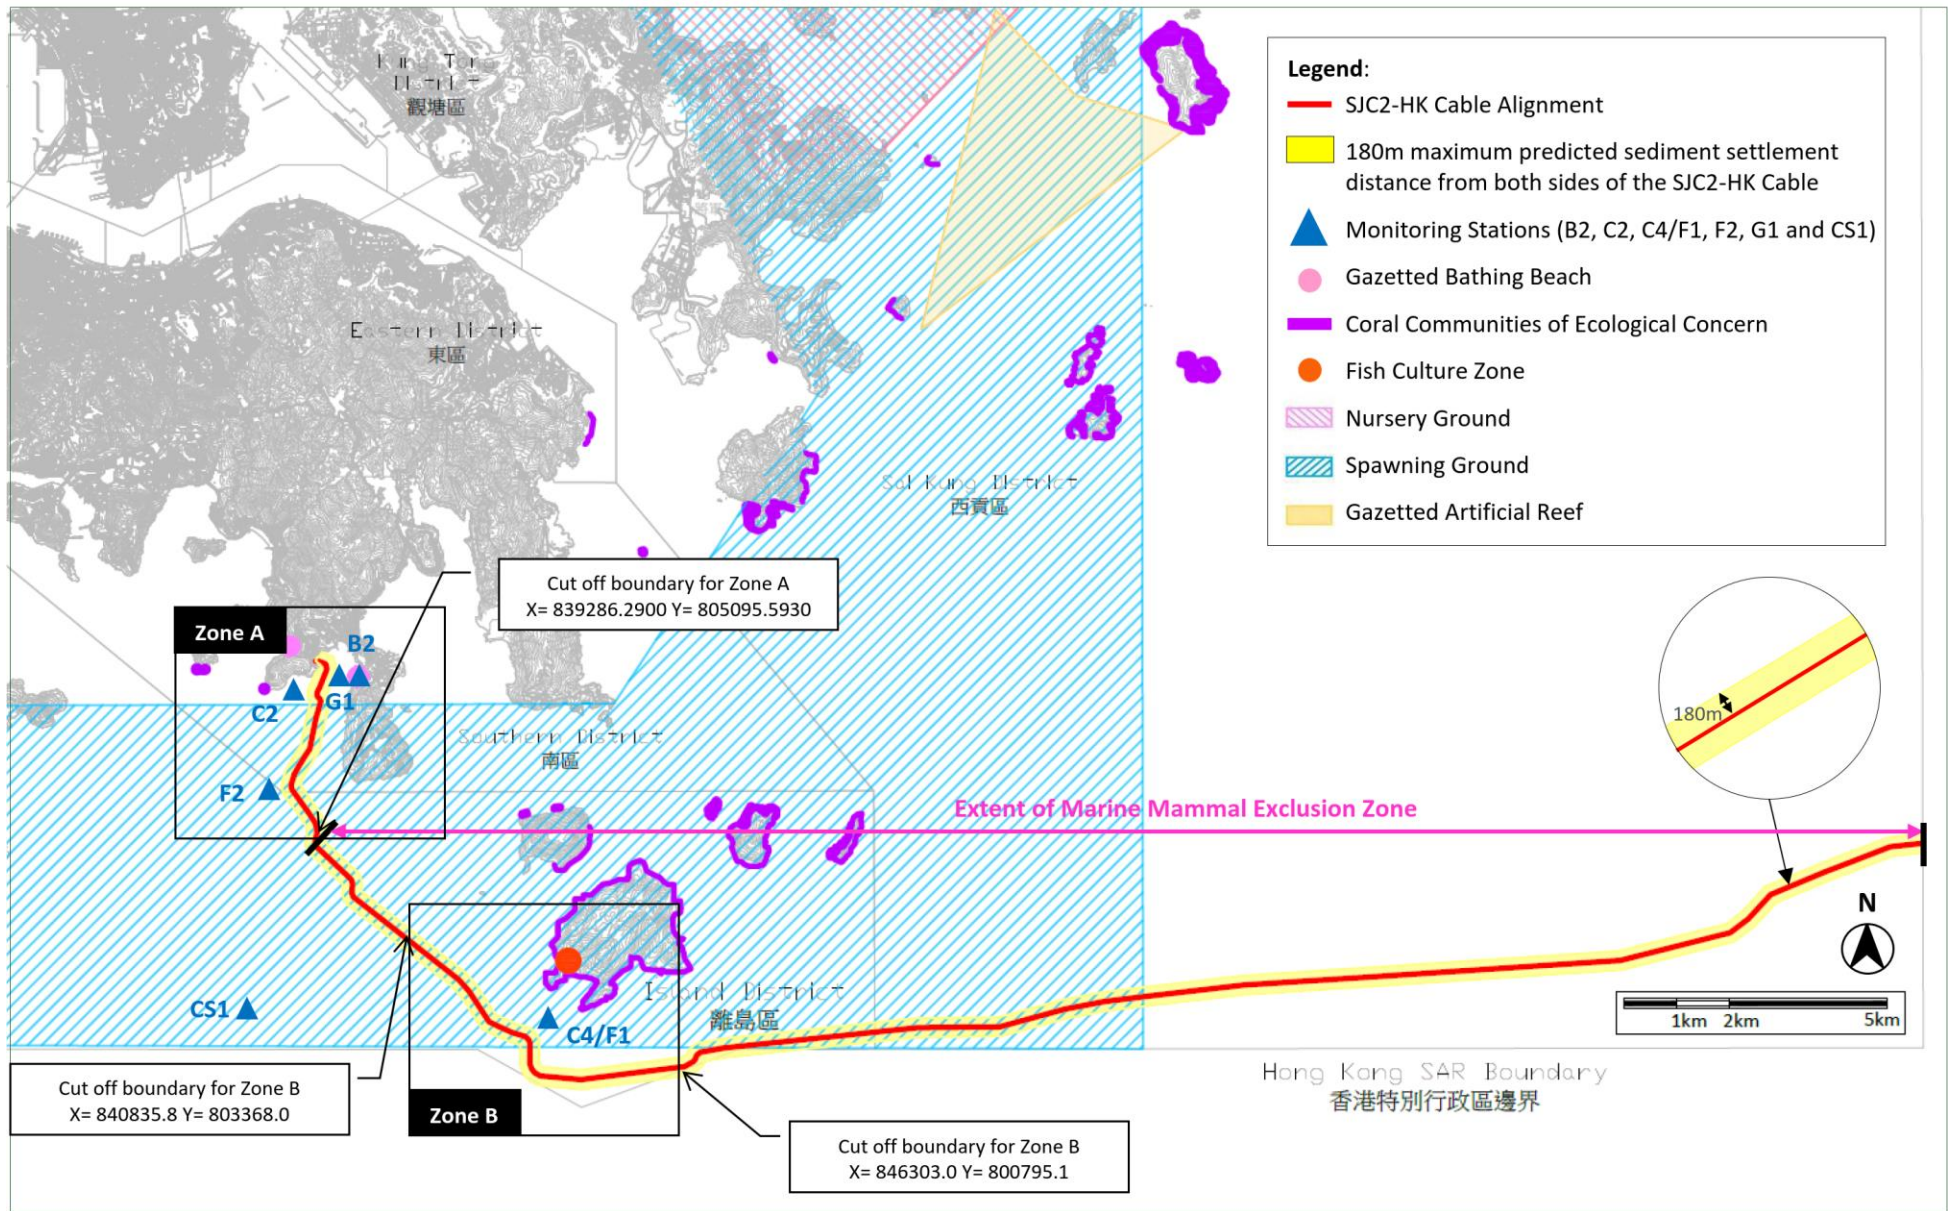 Legend:
SJC2-HK Cable Alignment
180m maximum predicted sediment settlement
distance from both sides of the SJC2-HK Cable
Monitoring Stations (B2, C2, C4/F1, F2, G1 and CS1)
Gazetted Bathing Beach
Coral Communities of Ecological Concern
Fish Culture Zone
Nursery Ground
Spawning Ground
Gazetted Artificial Reef
District
觀塘區
Eastern District
東區
Sai Kung District
西貢區
Cut off boundary for Zone A
X= 839286.2900 Y= 805095.5930
Zone A
B2
G1
C2
F2
Southern District
南區
180m
Extent of Marine Mammal Exclusion Zone
N
1km 2km 5km
CS1
C4/F1
Island District
離島區
Hong Kong SAR Boundary
香港特別行政區邊界
Cut off boundary for Zone B
X= 840835.8 Y= 803368.0
Zone B
Cut off boundary for Zone B
X= 846303.0 Y= 800795.1